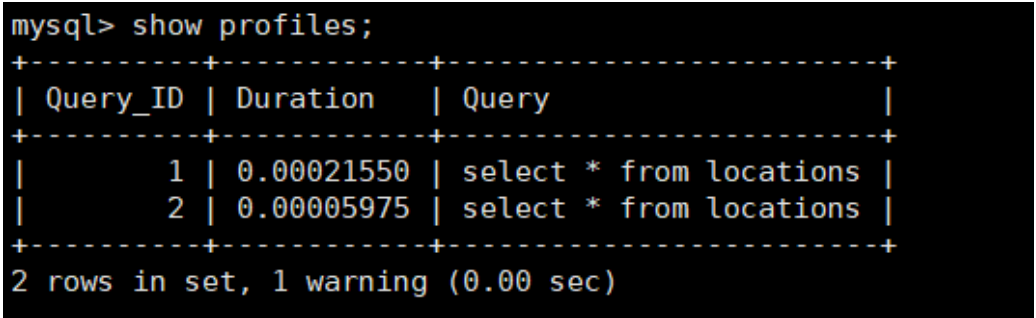 mysql> show profiles;
+----------+------------+-------------------------+
| Query_ID | Duration   | Query                   |
+----------+------------+-------------------------+
|        1 | 0.00021550 | select * from locations |
|        2 | 0.00005975 | select * from locations |
+----------+------------+-------------------------+
2 rows in set, 1 warning (0.00 sec)